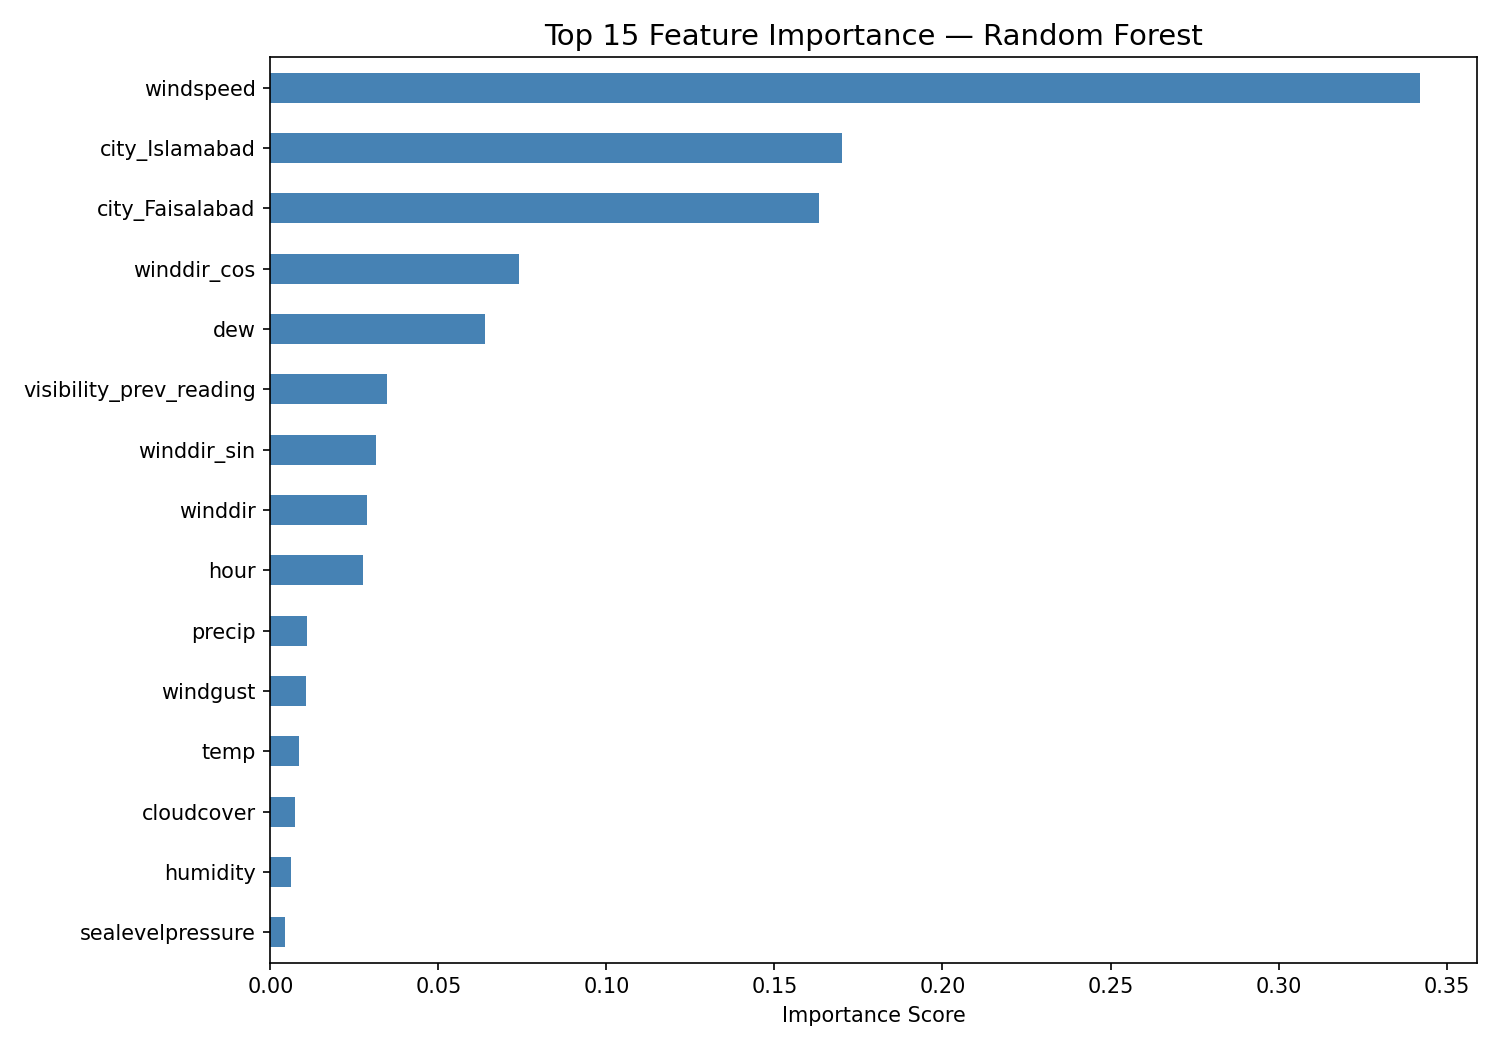 Top 15 Feature Importance — Random Forest
windspeed
city_Islamabad
city_Faisalabad
winddir_cos
dew
visibility_prev_reading
winddir_sin
winddir
hour
precip
windgust
temp
cloudcover
humidity
sealevelpressure
0.00 0.05 0.10 0.15 0.20 0.25 0.30 0.35
Importance Score